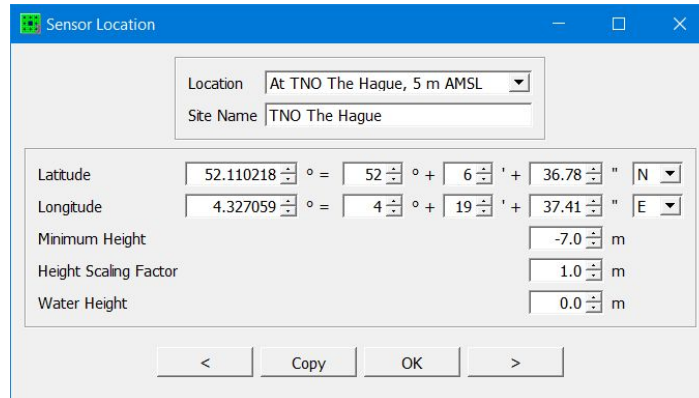 Sensor Location
Location At TNO The Hague, 5 m AMSL
Site Name TNO The Hague
Latitude 52.110218 ° = 52 ° + 6 ' + 36.78 " N
Longitude 4.327059 ° = 4 ° + 19 ' + 37.41 " E
Minimum Height -7.0 m
Height Scaling Factor 1.0 m
Water Height 0.0 m
< Copy OK >